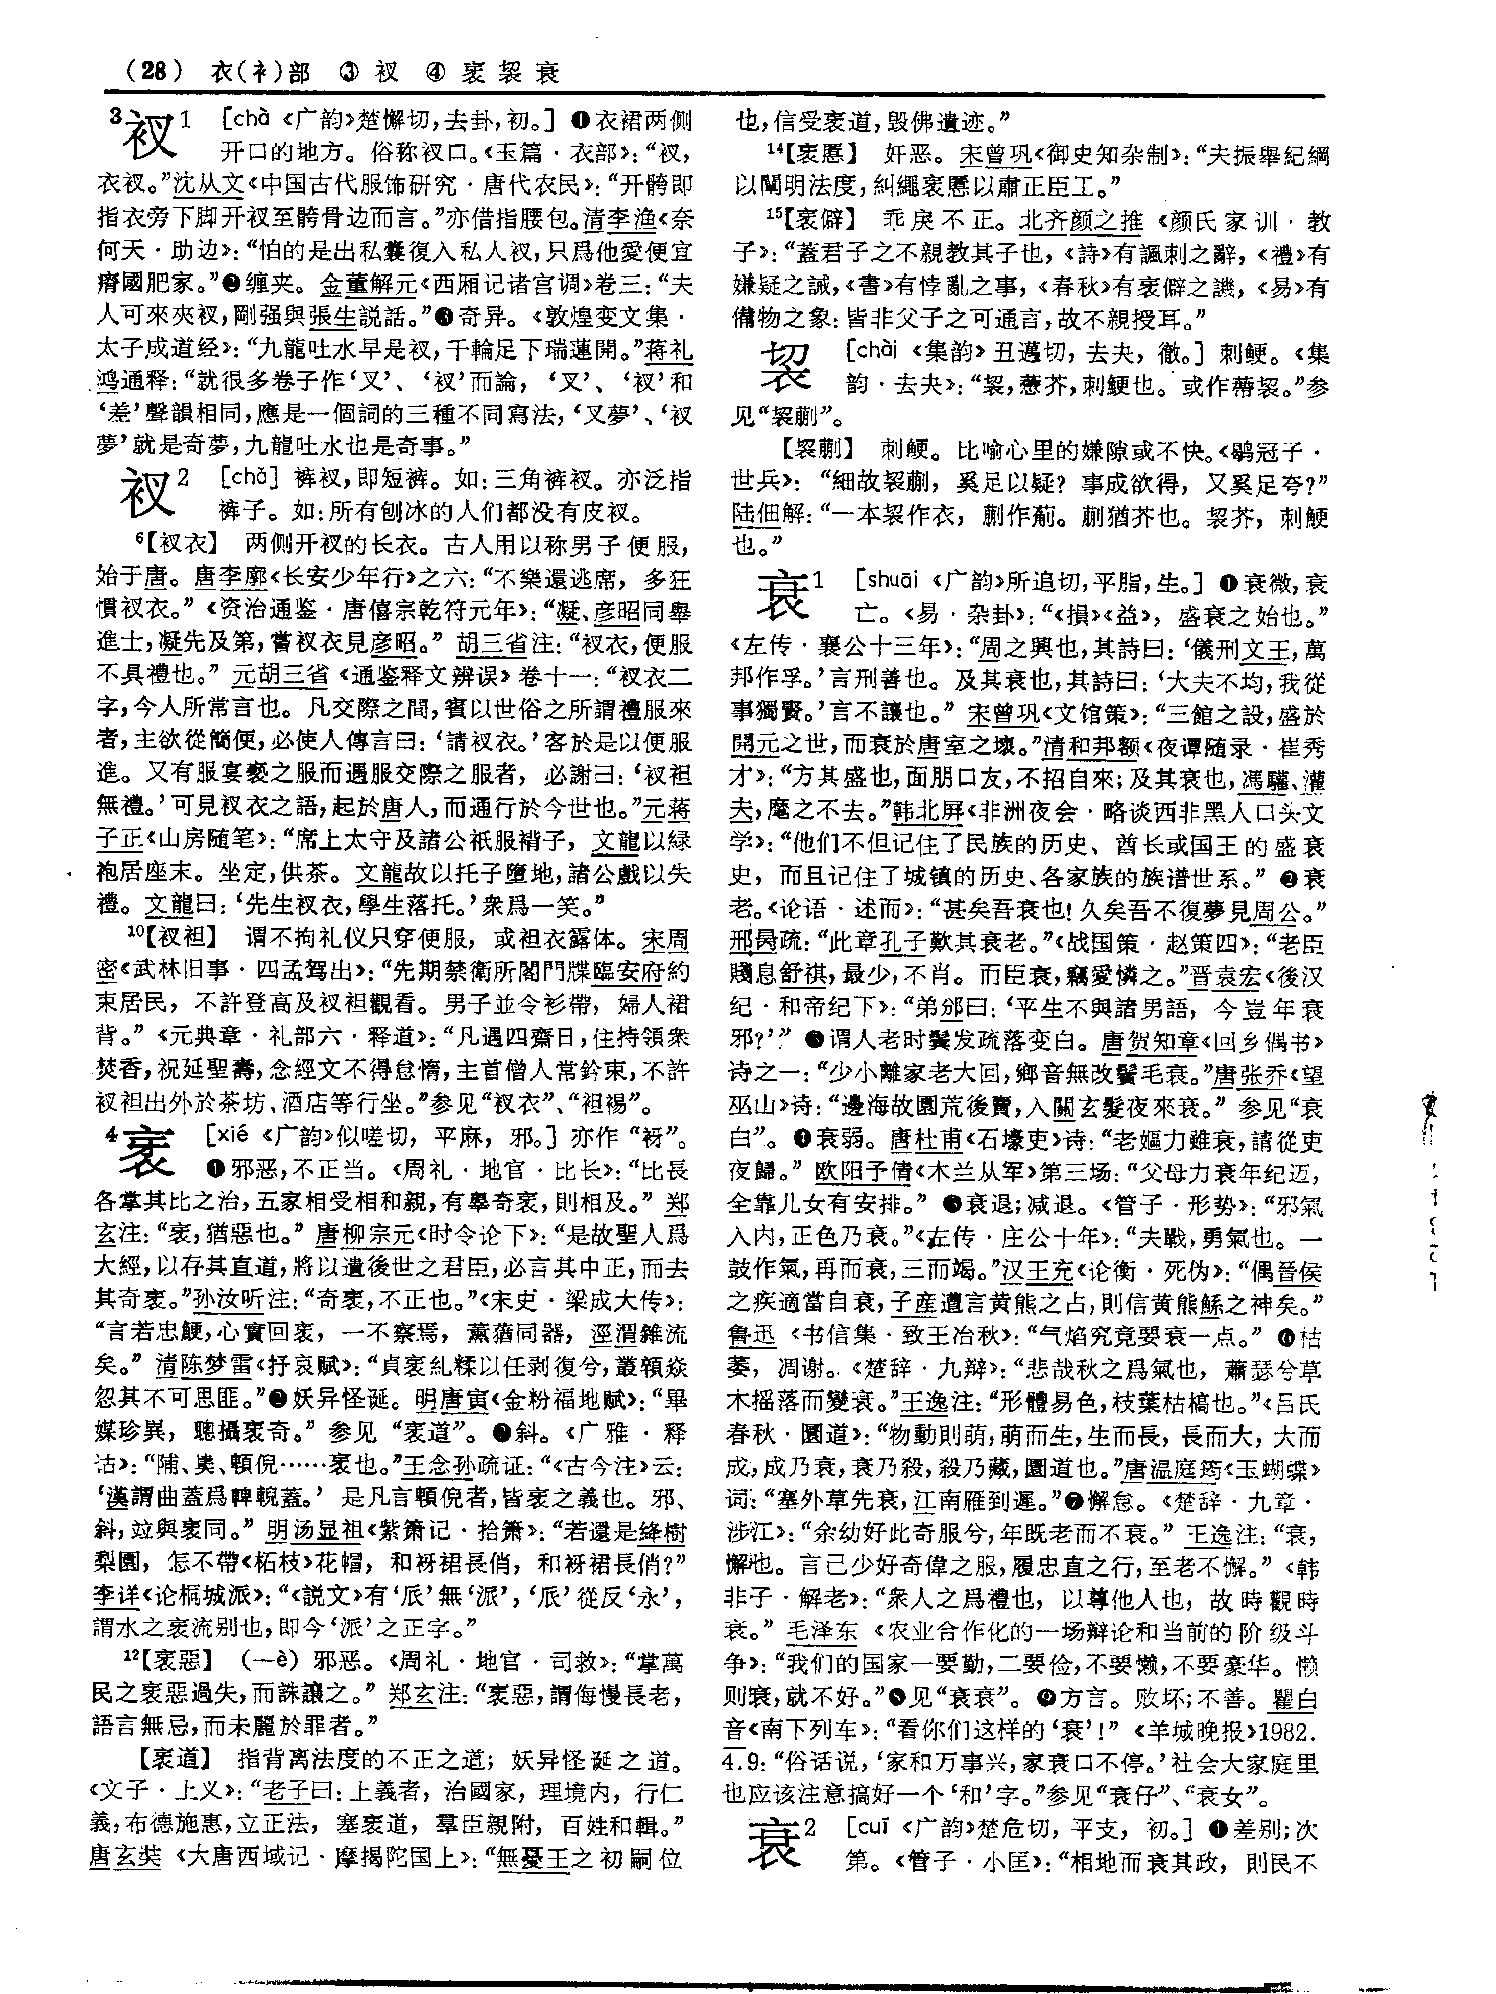 (28) 衣(衤)部 ③ 衩 ④ 衺 袃 衰
3衩1 [chà 《广韵》楚懈切,去卦,初。] ❶衣裙两侧
开口的地方。俗称衩口。《玉篇·衣部》:“衩,
衣衩。”沈从文《中国古代服饰研究·唐代农民》:“开骻即
指衣旁下脚开衩至骻骨边而言。”亦借指腰包。清李渔《奈
何天·助边》:“怕的是出私囊復入私人衩,只爲他愛便宜
瘠國肥家。”❷缠夹。金董解元《西厢记诸宫调》卷三:“夫
人可來夾衩,剛强與張生説話。”❸奇异。《敦煌变文集·
太子成道经》:“九龍吐水早是衩,千輪足下瑞蓮開。”蒋礼
鸿通释:“就很多卷子作‘叉’、‘衩’而論,‘叉’、‘衩’和
‘差’聲韻相同,應是一個詞的三種不同寫法,‘叉夢’、‘衩
夢’就是奇夢,九龍吐水也是奇事。”
衩2 [chǎ] 裤衩,即短裤。如:三角裤衩。亦泛指
裤子。如:所有刨冰的人们都没有皮衩。
6【衩衣】 两侧开衩的长衣。古人用以称男子便服,
始于唐。唐李廓《长安少年行》之六:“不樂還逃席,多狂
慣衩衣。”《资治通鉴·唐僖宗乾符元年》:“凝、彦昭同舉
進士,凝先及第,嘗衩衣見彦昭。”胡三省注:“衩衣,便服
不具禮也。”元胡三省《通鉴释文辨误》卷十一:“衩衣二
字,今人所常言也。凡交際之間,賓以世俗之所謂禮服來
者,主欲從簡便,必使人傳言曰:‘請衩衣。’客於是以便服
進。又有服宴褻之服而遇服交際之服者,必謝曰:‘衩袒
無禮。’可見衩衣之語,起於唐人,而通行於今世也。”元蒋
子正《山房随笔》:“席上太守及諸公祇服褙子,文龍以緑
袍居座末。坐定,供茶。文龍故以托子墮地,諸公戲以失
禮。文龍曰:‘先生衩衣,學生落托。’衆爲一笑。”
10【衩袒】 谓不拘礼仪只穿便服,或袒衣露体。宋周
密《武林旧事·四孟驾出》:“先期禁衛所閣門牒臨安府約
束居民,不許登高及衩袒觀看。男子並令衫帶,婦人裙
背。”《元典章·礼部六·释道》:“凡遇四齋日,住持領衆
焚香,祝延聖壽,念經文不得怠惰,主首僧人常鈐束,不許
衩袒出外於茶坊、酒店等行坐。”参见“衩衣”、“袒裼”。
4衺 [xié 《广韵》似嗟切,平麻,邪。] 亦作“衺”。
❶邪恶,不正当。《周礼·地官·比长》:“比長
各掌其比之治,五家相受相和親,有辠奇衺,則相及。”郑
玄注:“衺,猶惡也。”唐柳宗元《时令论下》:“是故聖人爲
大經,以存其直道,將以遺後世之君臣,必言其中正,而去
其奇衺。”孙汝听注:“奇衺,不正也。”《宋史·梁成大传》:
“言若忠鯁,心實回衺,一不察焉,薰蕕同器,涇渭雜流
矣。”清陈梦雷《抒哀赋》:“貞衺糺糅以任剥復兮,叢顇焱
忽其不可思匪。”❷妖异怪诞。明唐寅《金粉福地赋》:“畢
媒珍異,聰攝衺奇。”参见“衺道”。❸斜。《广雅·释
诂》:“陠、奊、頓倪……衺也。”王念孙疏证:“《古今注》云:
‘漢謂曲蓋爲䡟輗蓋。’是凡言頓倪者,皆衺之義也。邪、
斜,竝與衺同。”明汤显祖《紫箫记·拾箫》:“若還是絳樹
梨園,怎不帶《柘枝》花帽,和衺裙長俏,和衺裙長俏?”
李详《论桐城派》:“《説文》有‘𠂢’無‘派’,‘𠂢’從反‘永’,
謂水之衺流别也,即今‘派’之正字。”
12【衺惡】 (—è)邪恶。《周礼·地官·司救》:“掌萬
民之衺惡過失,而誅讓之。”郑玄注:“衺惡,謂侮慢長老,
語言無忌,而未麗於罪者。”
【衺道】 指背离法度的不正之道;妖异怪诞之道。
《文子·上义》:“老子曰:上義者,治國家,理境内,行仁
義,布德施惠,立正法,塞衺道,羣臣親附,百姓和輯。”
唐玄奘《大唐西域记·摩揭陀国上》:“無憂王之初嗣位
也,信受衺道,毁佛遺迹。”
14【衺慝】 奸恶。宋曾巩《御史知杂制》:“夫振舉紀綱
以闡明法度,糾繩衺慝以肅正臣工。”
15【衺僻】 乖戾不正。北齐颜之推《颜氏家训·教
子》:“蓋君子之不親教其子也,《詩》有諷刺之辭,《禮》有
嫌疑之誡,《書》有悖亂之事,《春秋》有衺僻之譏,《易》有
備物之象:皆非父子之可通言,故不親授耳。”
袃 [chài 《集韵》丑邁切,去夬,徹。] 刺鲠。《集
韵·去夬》:“袃,蔕芥,刺鯁也。或作蔕袃。”参
见“袃蒯”。
【袃蒯】 刺鲠。比喻心里的嫌隙或不快。《鹖冠子·
世兵》:“細故袃蒯,奚足以疑?事成欲得,又奚足夸?”
陆佃解:“一本袃作衣,蒯作葪。蒯猶芥也。袃芥,刺鯁
也。”
衰1 [shuāi 《广韵》所追切,平脂,生。] ❶衰微,衰
亡。《易·杂卦》:“《損》《益》,盛衰之始也。”
《左传·襄公十三年》:“周之興也,其詩曰:‘儀刑文王,萬
邦作孚。’言刑善也。及其衰也,其詩曰:‘大夫不均,我從
事獨賢。’言不讓也。”宋曾巩《文馆策》:“三館之設,盛於
開元之世,而衰於唐室之壞。”清和邦额《夜谭随录·崔秀
才》:“方其盛也,面朋口友,不招自來;及其衰也,馮驩、灌
夫,麾之不去。”韩北屏《非洲夜会·略谈西非黑人口头文
学》:“他们不但记住了民族的历史、酋长或国王的盛衰
史,而且记住了城镇的历史、各家族的族谱世系。”❷衰
老。《论语·述而》:“甚矣吾衰也!久矣吾不復夢見周公。”
邢昺疏:“此章孔子歎其衰老。”《战国策·赵策四》:“老臣
賤息舒祺,最少,不肖。而臣衰,竊愛憐之。”晋袁宏《後汉
纪·和帝纪下》:“弟邠曰:‘平生不與諸男語,今豈年衰
邪?’”❸谓人老时鬓发疏落变白。唐贺知章《回乡偶书》
诗之一:“少小離家老大回,鄉音無改鬢毛衰。”唐张乔《望
巫山》诗:“邊海故園荒後賣,入關玄髮夜來衰。”参见“衰
白”。❹衰弱。唐杜甫《石壕吏》诗:“老嫗力雖衰,請從吏
夜歸。”欧阳予倩《木兰从军》第三场:“父母力衰年纪迈,
全靠儿女有安排。”❺衰退;减退。《管子·形势》:“邪氣
入内,正色乃衰。”《左传·庄公十年》:“夫戰,勇氣也。一
鼓作氣,再而衰,三而竭。”汉王充《论衡·死伪》:“偶晉侯
之疾適當自衰,子産遭言黄熊之占,則信黄熊鯀之神矣。”
鲁迅《书信集·致王冶秋》:“气焰究竟要衰一点。”❻枯
萎,凋谢。《楚辞·九辩》:“悲哉秋之爲氣也,蕭瑟兮草
木摇落而變衰。”王逸注:“形體易色,枝葉枯槁也。”《吕氏
春秋·圜道》:“物動則萌,萌而生,生而長,長而大,大而
成,成乃衰,衰乃殺,殺乃藏,圜道也。”唐温庭筠《玉蝴蝶》
词:“塞外草先衰,江南雁到遲。”❼懈怠。《楚辞·九章·
涉江》:“余幼好此奇服兮,年既老而不衰。”王逸注:“衰,
懈也。言己少好奇偉之服,履忠直之行,至老不懈。”《韩
非子·解老》:“衆人之爲禮也,以尊他人也,故時觀時
衰。”毛泽东《农业合作化的一场辩论和当前的阶级斗
争》:“我们的国家一要勤,二要俭,不要懒,不要豪华。懒
则衰,就不好。”❽见“衰衰”。❾方言。败坏;不善。瞿白
音《南下列车》:“看你们这样的‘衰’!”《羊城晚报》1982.
4.9:“俗话说,‘家和万事兴,家衰口不停。’社会大家庭里
也应该注意搞好一个‘和’字。”参见“衰仔”、“衰女”。
衰2 [cuī 《广韵》楚危切,平支,初。] ❶差别;次
第。《管子·小匡》:“相地而衰其政,則民不